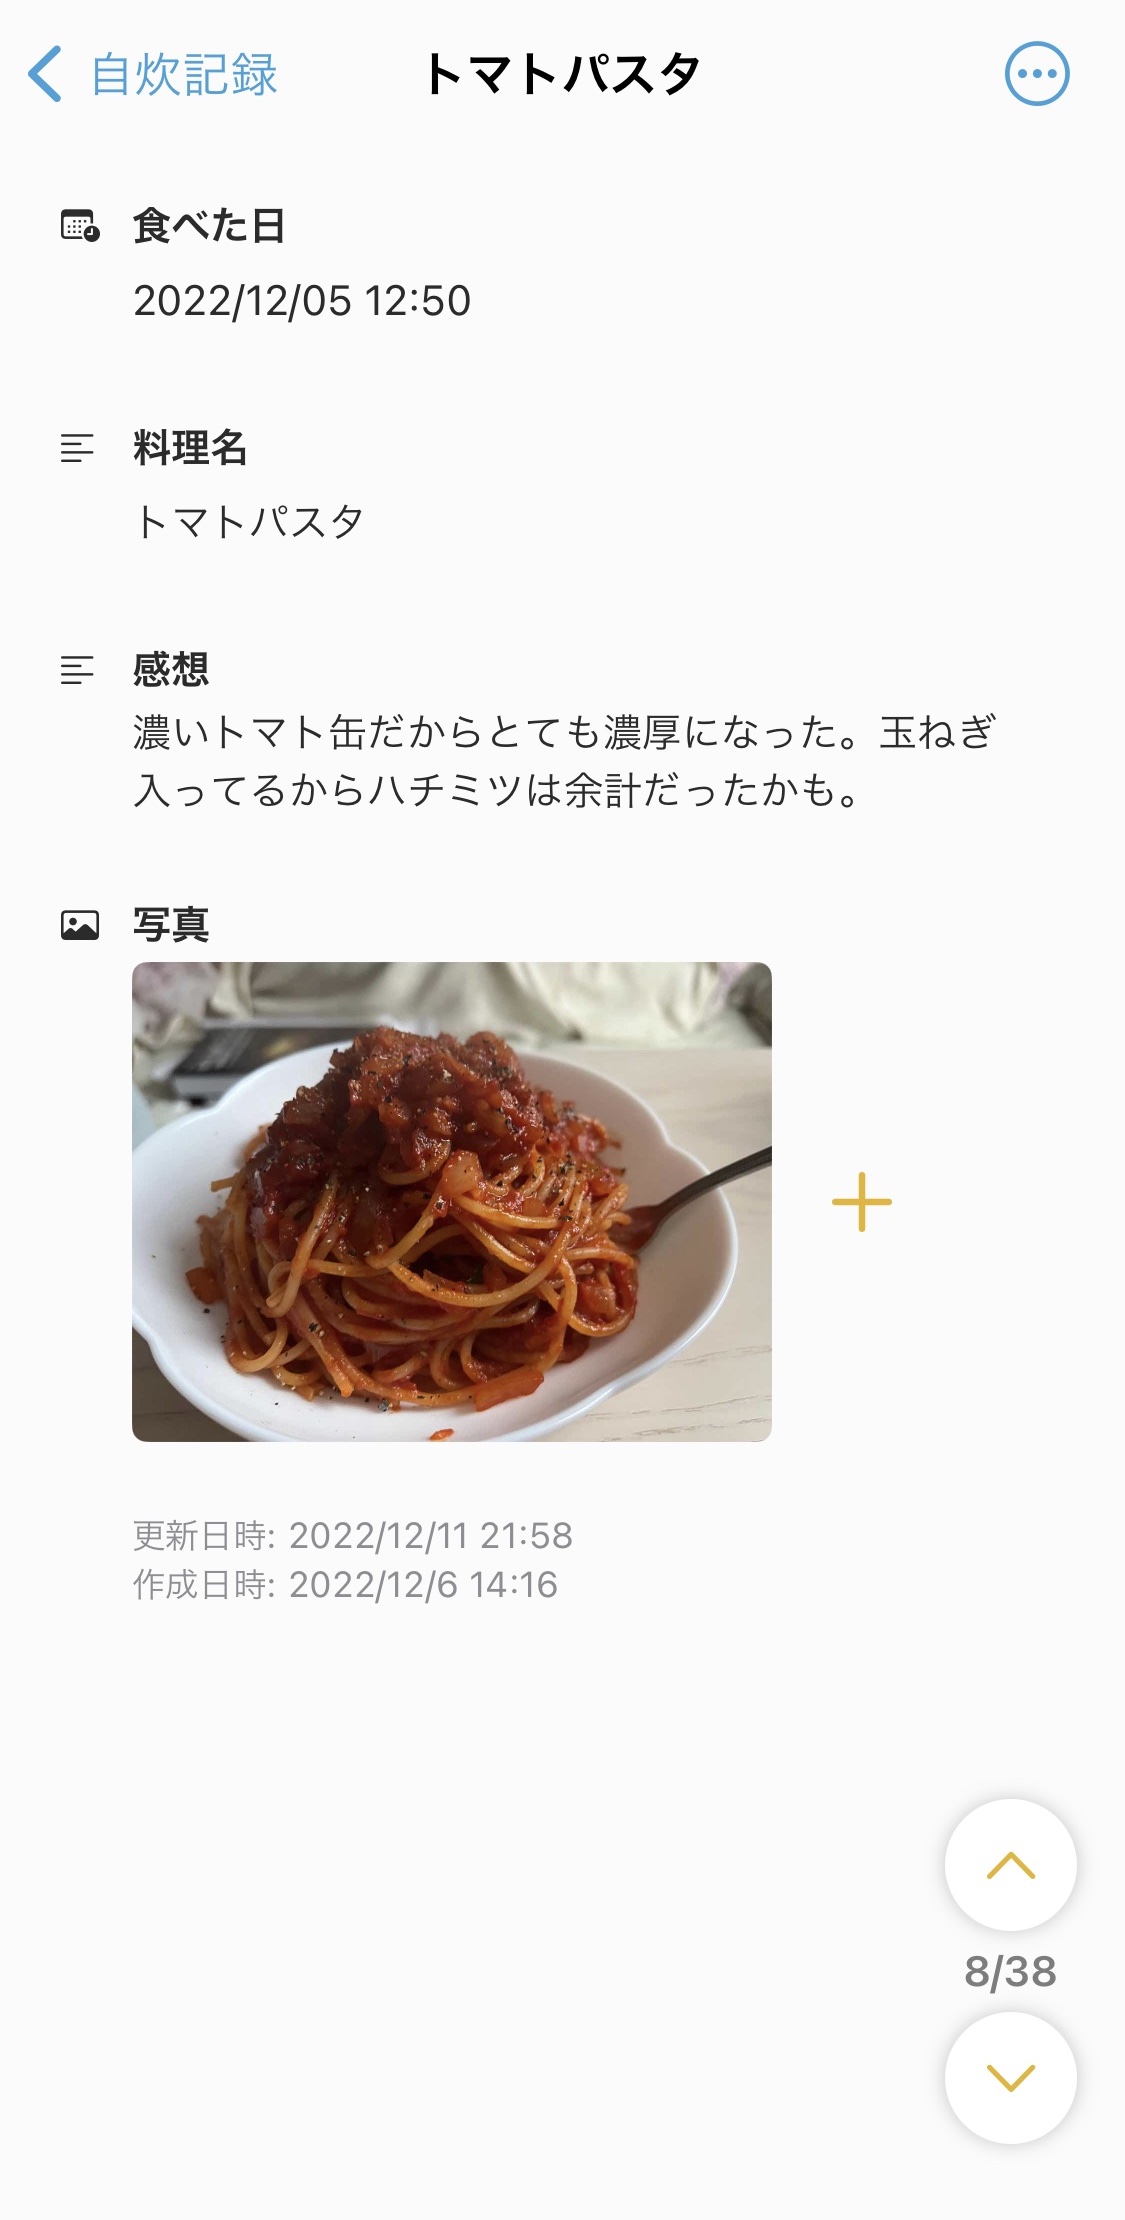 自炊記録
トマトパスタ
食べた日
2022/12/05 12:50
料理名
トマトパスタ
感想
濃いトマト缶だからとても濃厚になった。玉ねぎ
入ってるからハチミツは余計だったかも。
写真
更新日時: 2022/12/11 21:58
作成日時: 2022/12/6 14:16
8/38